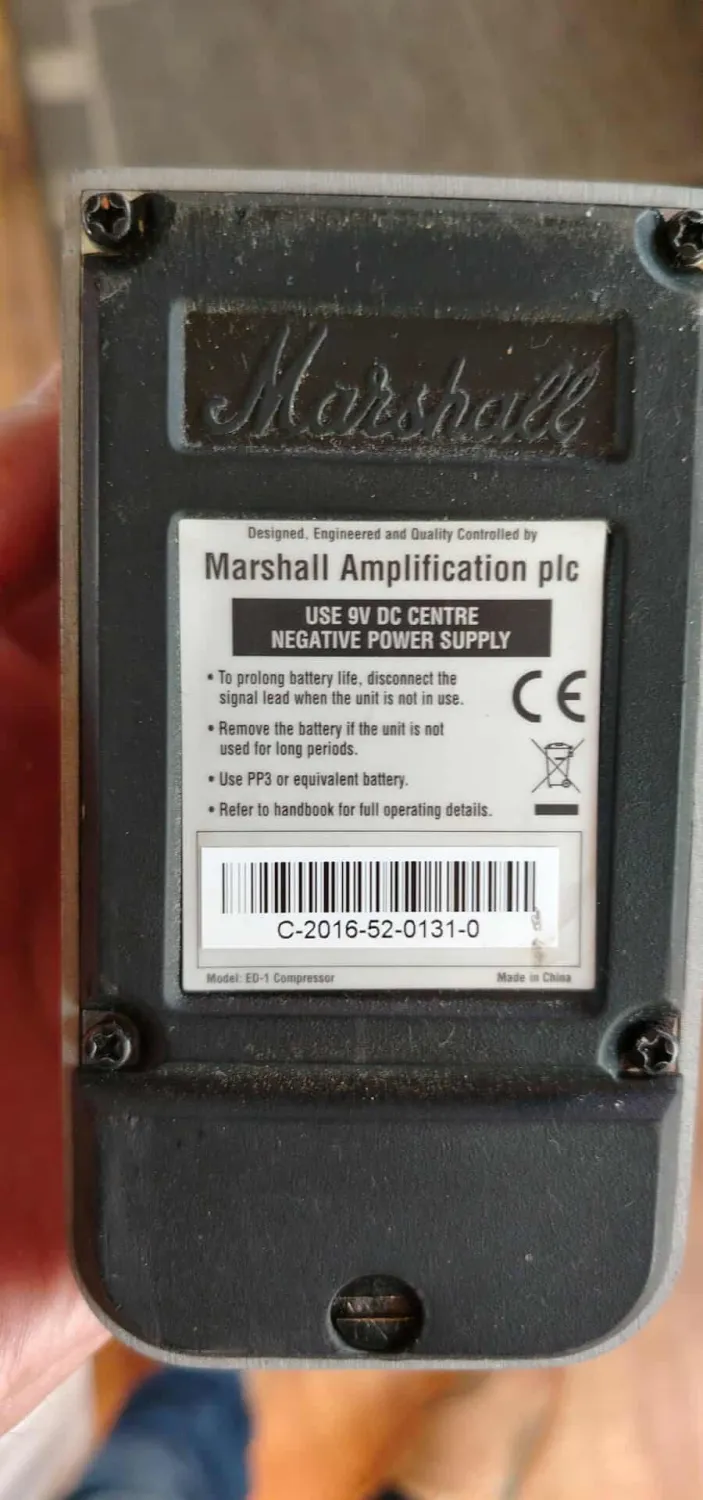 Marshall
Designed, Engineered and Quality Controlled by
Marshall Amplification plc
USE 9V DC CENTRE
NEGATIVE POWER SUPPLY
• To prolong battery life, disconnect the
signal lead when the unit is not in use.
• Remove the battery if the unit is not
used for long periods.
• Use PP3 or equivalent battery.
• Refer to handbook for full operating details.
CE
C-2016-52-0131-0
Model: ED-1 Compressor
Made in China